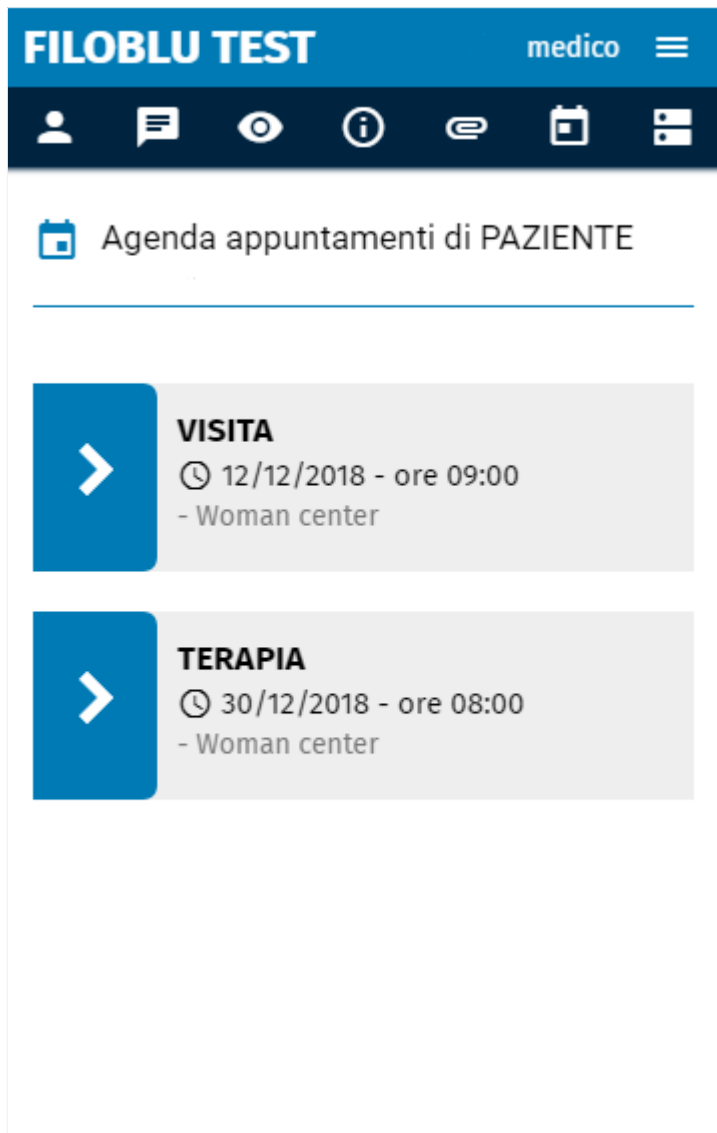 FILOBLU TEST
medico
Agenda appuntamenti di PAZIENTE
VISITA
12/12/2018 - ore 09:00
- Woman center
TERAPIA
30/12/2018 - ore 08:00
- Woman center